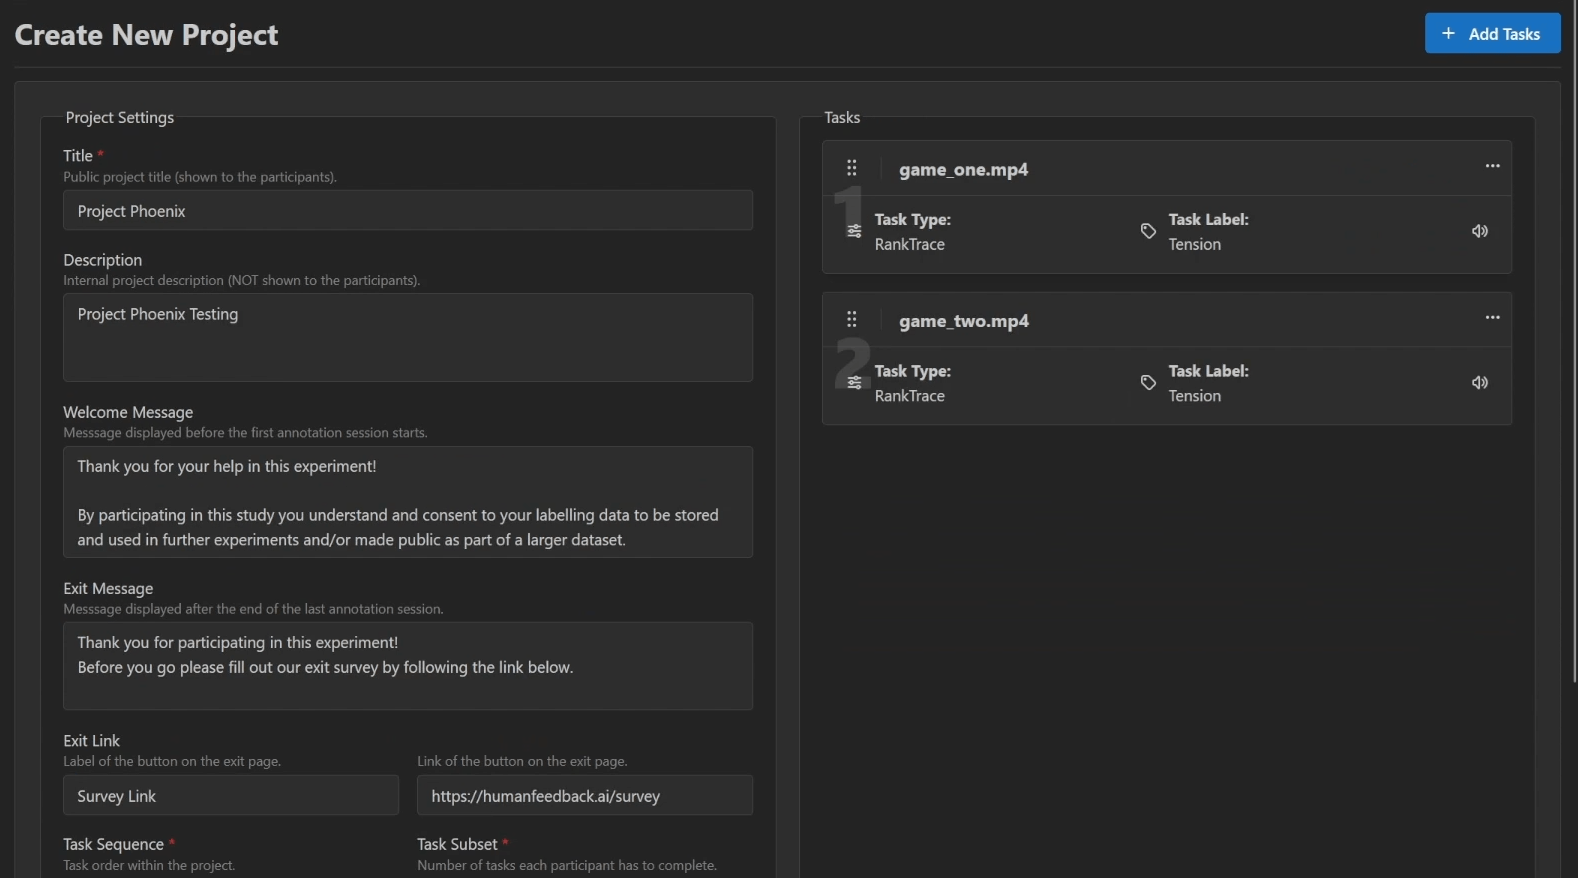 Create New Project
+ Add Tasks
Project Settings
Title *
Public project title (shown to the participants).
Project Phoenix
Description
Internal project description (NOT shown to the participants).
Project Phoenix Testing
Welcome Message
Messsage displayed before the first annotation session starts.
Thank you for your help in this experiment!
By participating in this study you understand and consent to your labelling data to be stored
and used in further experiments and/or made public as part of a larger dataset.
Exit Message
Messsage displayed after the end of the last annotation session.
Thank you for participating in this experiment!
Before you go please fill out our exit survey by following the link below.
Exit Link
Label of the button on the exit page.
Link of the button on the exit page.
Survey Link
https://humanfeedback.ai/survey
Task Sequence *
Task Subset *
Task order within the project.
Number of tasks each participant has to complete.
Tasks
game_one.mp4
1
Task Type:
RankTrace
Task Label:
Tension
game_two.mp4
2
Task Type:
RankTrace
Task Label:
Tension